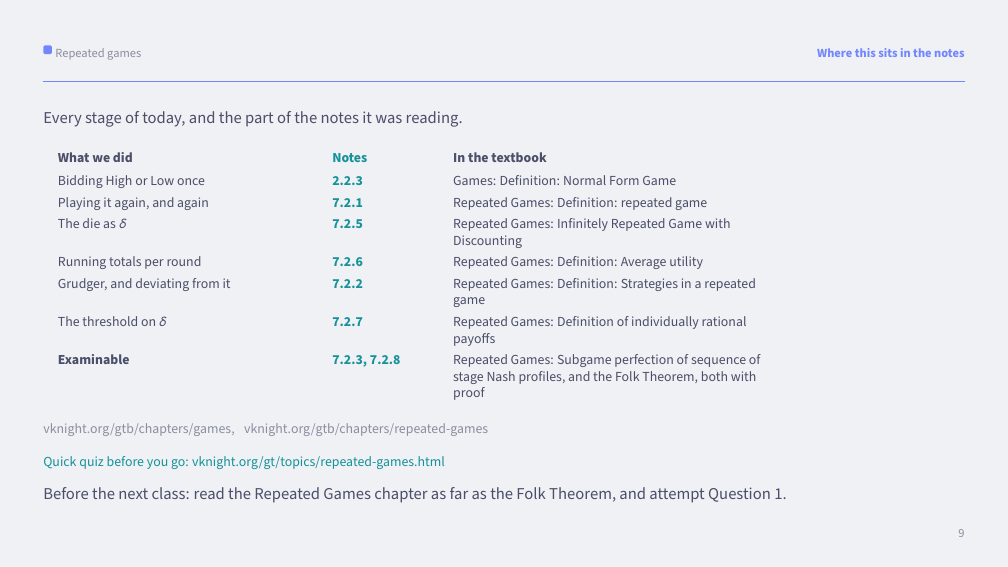 Repeated games
Where this sits in the notes
Every stage of today, and the part of the notes it was reading.
What we did Notes In the textbook
Bidding High or Low once 2.2.3 Games: Definition: Normal Form Game
Playing it again, and again 7.2.1 Repeated Games: Definition: repeated game
The die as δ 7.2.5 Repeated Games: Infinitely Repeated Game with
Discounting
Running totals per round 7.2.6 Repeated Games: Definition: Average utility
Grudger, and deviating from it 7.2.2 Repeated Games: Definition: Strategies in a repeated
game
The threshold on δ 7.2.7 Repeated Games: Definition of individually rational
payoffs
Examinable 7.2.3, 7.2.8 Repeated Games: Subgame perfection of sequence of
stage Nash profiles, and the Folk Theorem, both with
proof
vknight.org/gtb/chapters/games, vknight.org/gtb/chapters/repeated-games
Quick quiz before you go: vknight.org/gt/topics/repeated-games.html
Before the next class: read the Repeated Games chapter as far as the Folk Theorem, and attempt Question 1.
9